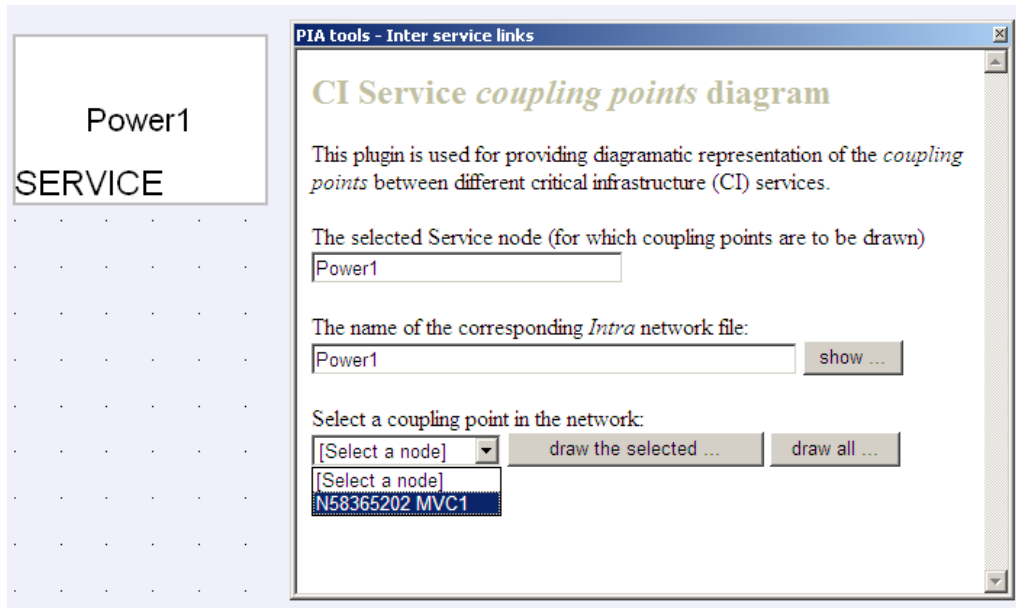 Power1
SERVICE
PIA tools - Inter service links
CI Service coupling points diagram
This plugin is used for providing diagramatic representation of the coupling
points between different critical infrastructure (CI) services.
The selected Service node (for which coupling points are to be drawn)
Power1
The name of the corresponding Intra network file:
Power1
show ...
Select a coupling point in the network:
[Select a node]
draw the selected ...
draw all ...
[Select a node]
N58365202 MVC1